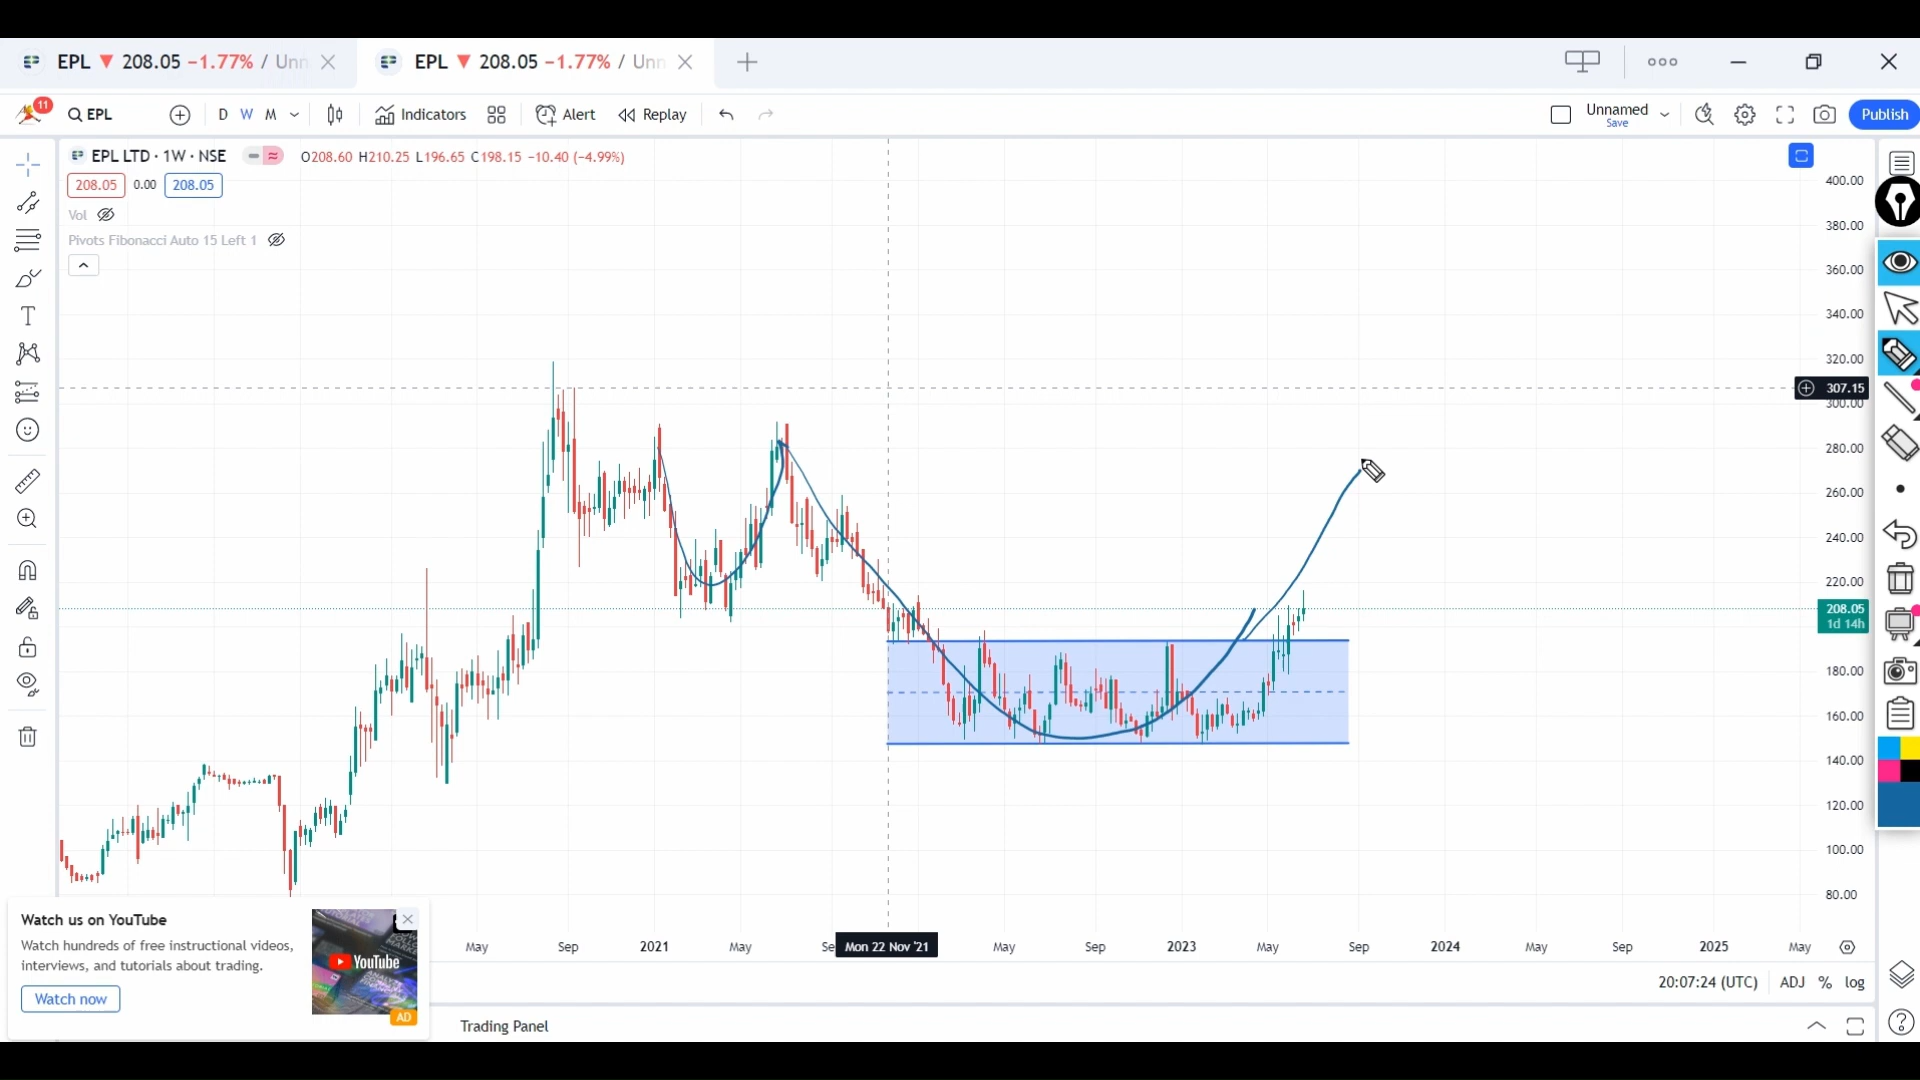 EPL ▼ 208.05 −1.77% / Unn
EPL ▼ 208.05 −1.77% / Unn
11
EPL
D W M
Indicators
Alert
Replay
Unnamed
Save
Publish
EPL LTD · 1W · NSE
O208.60 H210.25 L196.65 C198.15 −10.40 (−4.99%)
208.05 0.00 208.05
Vol
Pivots Fibonacci Auto 15 Left 1
400.00
380.00
360.00
340.00
320.00
307.15
300.00
280.00
260.00
240.00
220.00
208.05
1d 14h
180.00
160.00
140.00
120.00
100.00
80.00
Watch us on YouTube
Watch hundreds of free instructional videos,
interviews, and tutorials about trading.
Watch now
YouTube
AD
May Sep 2021 May Se Mon 22 Nov '21 May Sep 2023 May Sep 2024 May Sep 2025 May
20:07:24 (UTC) ADJ % log
Trading Panel